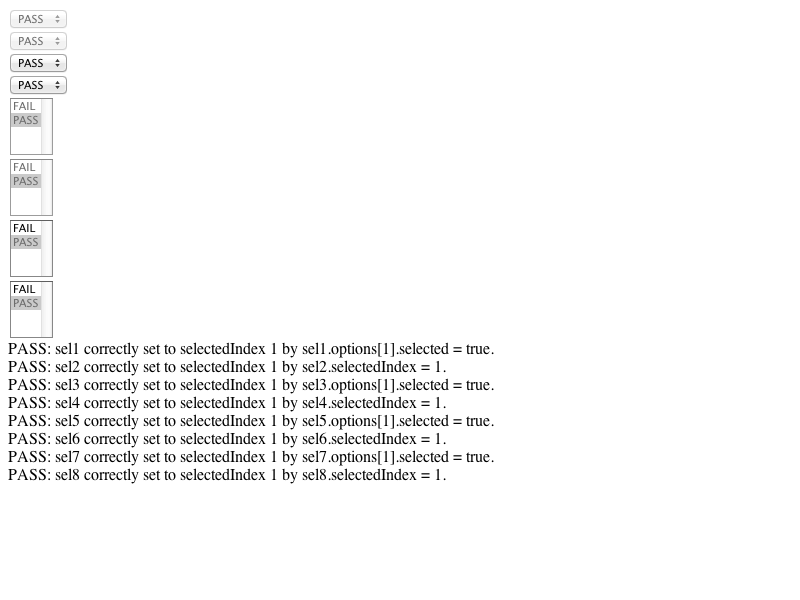 PASS
PASS
PASS
PASS
FAIL
PASS
FAIL
PASS
FAIL
PASS
FAIL
PASS
PASS: sel1 correctly set to selectedIndex 1 by sel1.options[1].selected = true.
PASS: sel2 correctly set to selectedIndex 1 by sel2.selectedIndex = 1.
PASS: sel3 correctly set to selectedIndex 1 by sel3.options[1].selected = true.
PASS: sel4 correctly set to selectedIndex 1 by sel4.selectedIndex = 1.
PASS: sel5 correctly set to selectedIndex 1 by sel5.options[1].selected = true.
PASS: sel6 correctly set to selectedIndex 1 by sel6.selectedIndex = 1.
PASS: sel7 correctly set to selectedIndex 1 by sel7.options[1].selected = true.
PASS: sel8 correctly set to selectedIndex 1 by sel8.selectedIndex = 1.